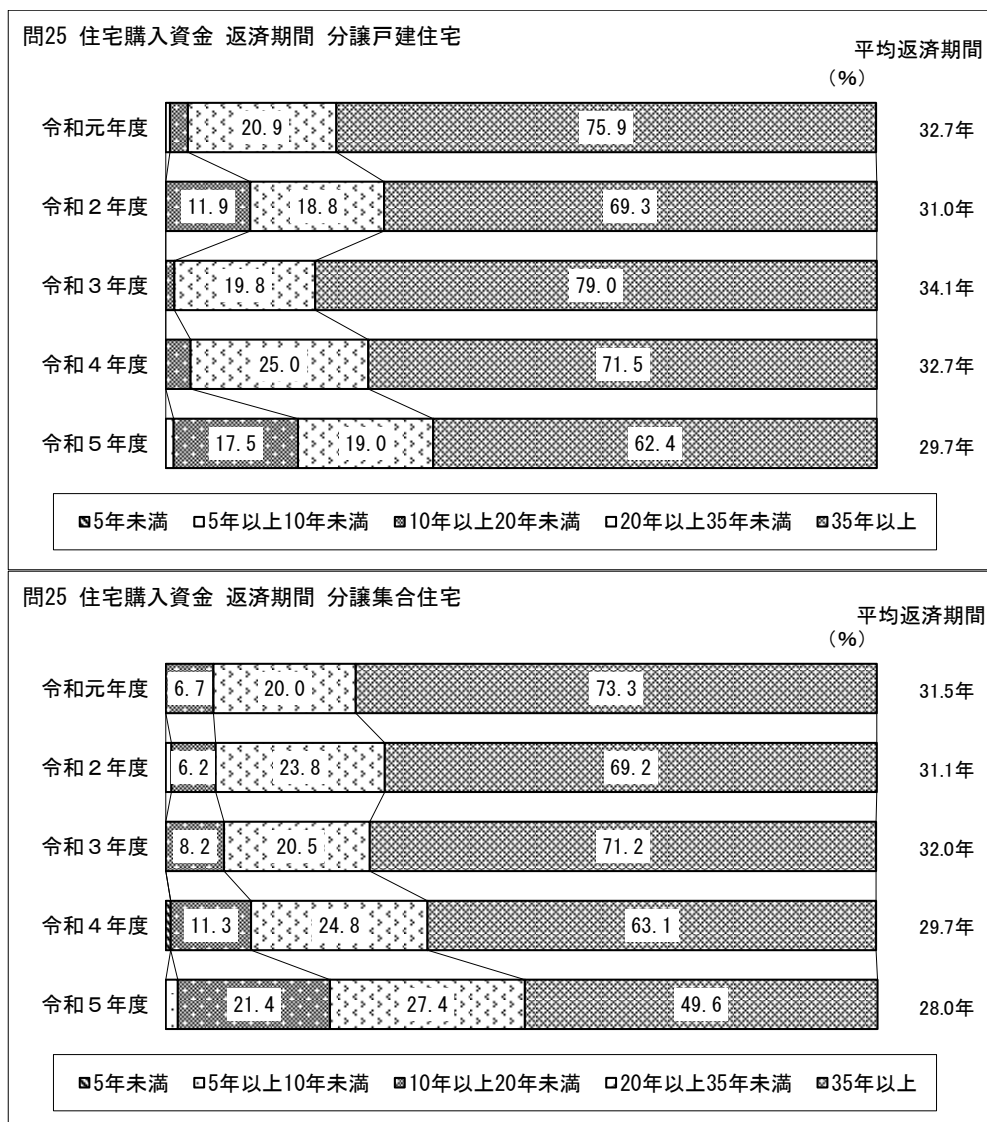 問25 住宅購入資金 返済期間 分譲戸建住宅
平均返済期間
(%)
令和元年度 20.9 75.9 32.7年
令和2年度 11.9 18.8 69.3 31.0年
令和3年度 19.8 79.0 34.1年
令和4年度 25.0 71.5 32.7年
令和5年度 17.5 19.0 62.4 29.7年
5年未満 5年以上10年未満 10年以上20年未満 20年以上35年未満 35年以上
問25 住宅購入資金 返済期間 分譲集合住宅
平均返済期間
(%)
令和元年度 6.7 20.0 73.3 31.5年
令和2年度 6.2 23.8 69.2 31.1年
令和3年度 8.2 20.5 71.2 32.0年
令和4年度 11.3 24.8 63.1 29.7年
令和5年度 21.4 27.4 49.6 28.0年
5年未満 5年以上10年未満 10年以上20年未満 20年以上35年未満 35年以上